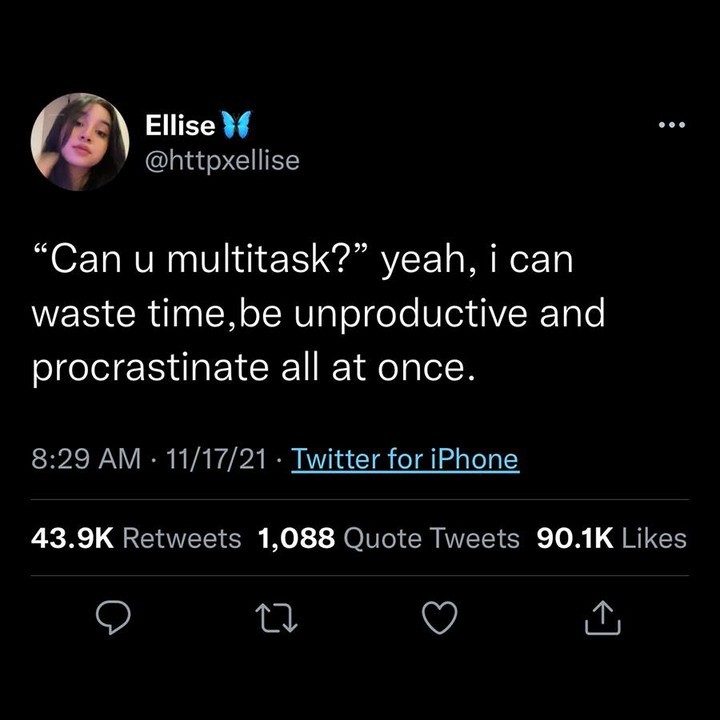 Ellise 🦋
@httpxellise
“Can u multitask?” yeah, i can
waste time,be unproductive and
procrastinate all at once.
8:29 AM · 11/17/21 · Twitter for iPhone
43.9K Retweets 1,088 Quote Tweets 90.1K Likes